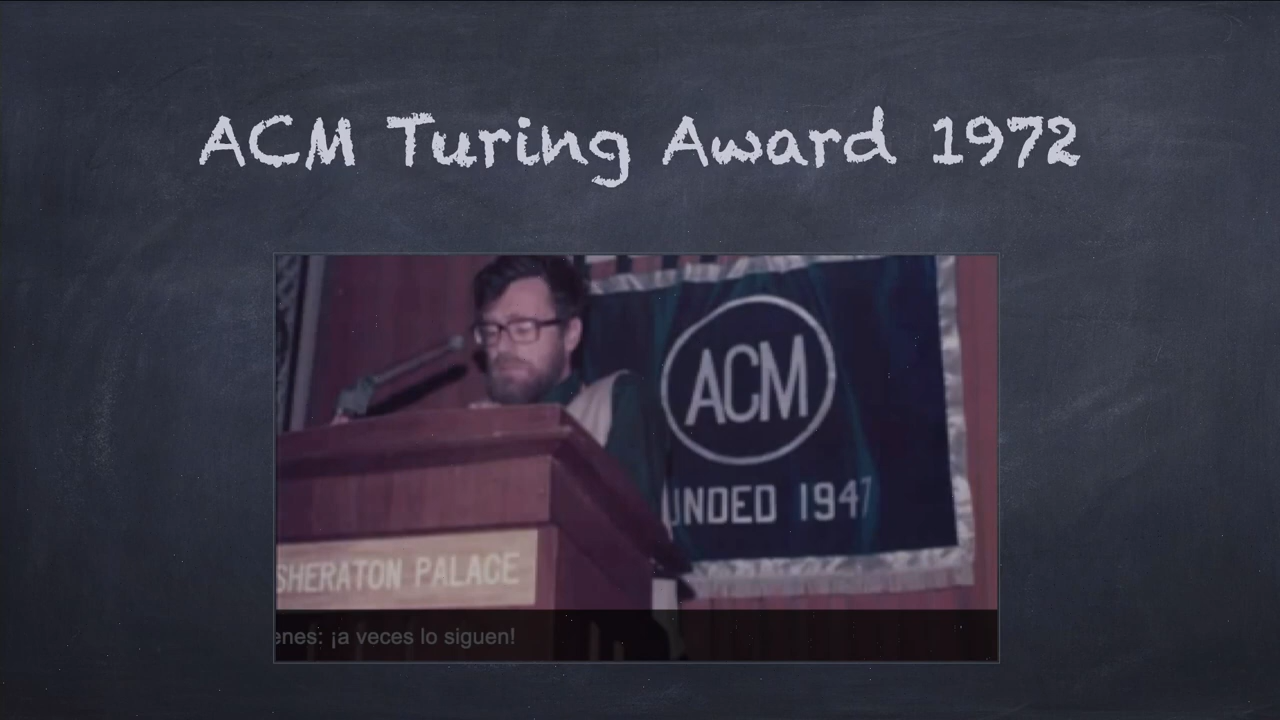 ACM Turing Award 1972
ACM
UNDED 1947
SHERATON PALACE
enes: ¡a veces lo siguen!